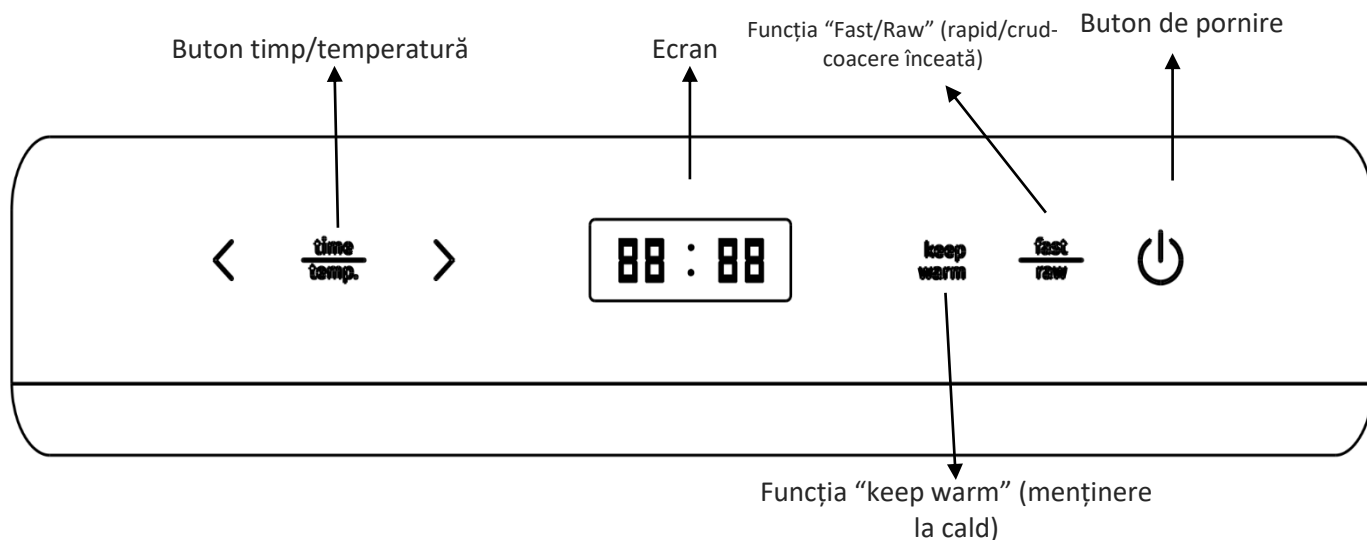 Buton timp/temperatură
Ecran
Funcția “Fast/Raw” (rapid/crud-
coacere înceată)
Buton de pornire
time
temp.
88 : 88
keep
warm
fast
raw
Funcția “keep warm” (menținere
la cald)